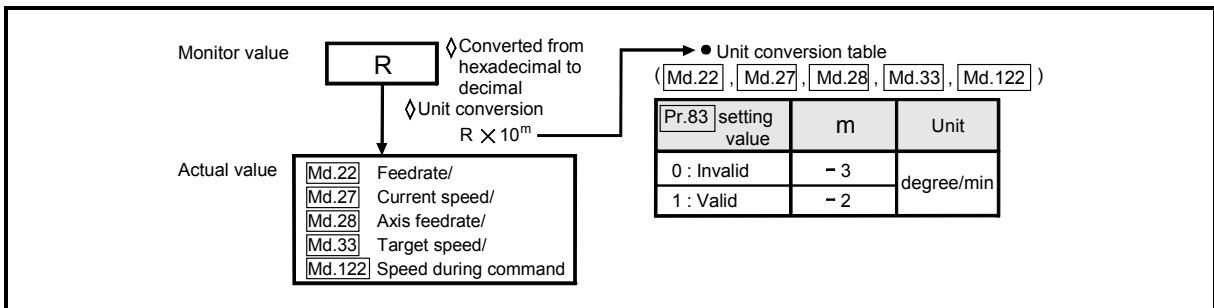 Monitor value
R
◊Converted from
hexadecimal to
decimal
◊Unit conversion
R × 10^m
● Unit conversion table
( Md.22 , Md.27 , Md.28 , Md.33 , Md.122 )
Pr.83 setting value | m | Unit
0 : Invalid | – 3 | degree/min
1 : Valid | – 2
Actual value
Md.22 Feedrate/
Md.27 Current speed/
Md.28 Axis feedrate/
Md.33 Target speed/
Md.122 Speed during command